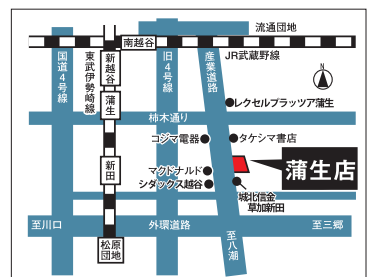 流通団地
南越谷
JR武蔵野線
国道4号線
東武伊勢崎線
新越谷
旧4号線
産業道路
N
蒲生
レクセルプラッツァ蒲生
柿木通り
コジマ電器
タケシマ書店
新田
蒲生店
マクドナルド
シダックス越谷
城北信金
草加新田
至川口
外環道路
至三郷
至八潮
松原
団地